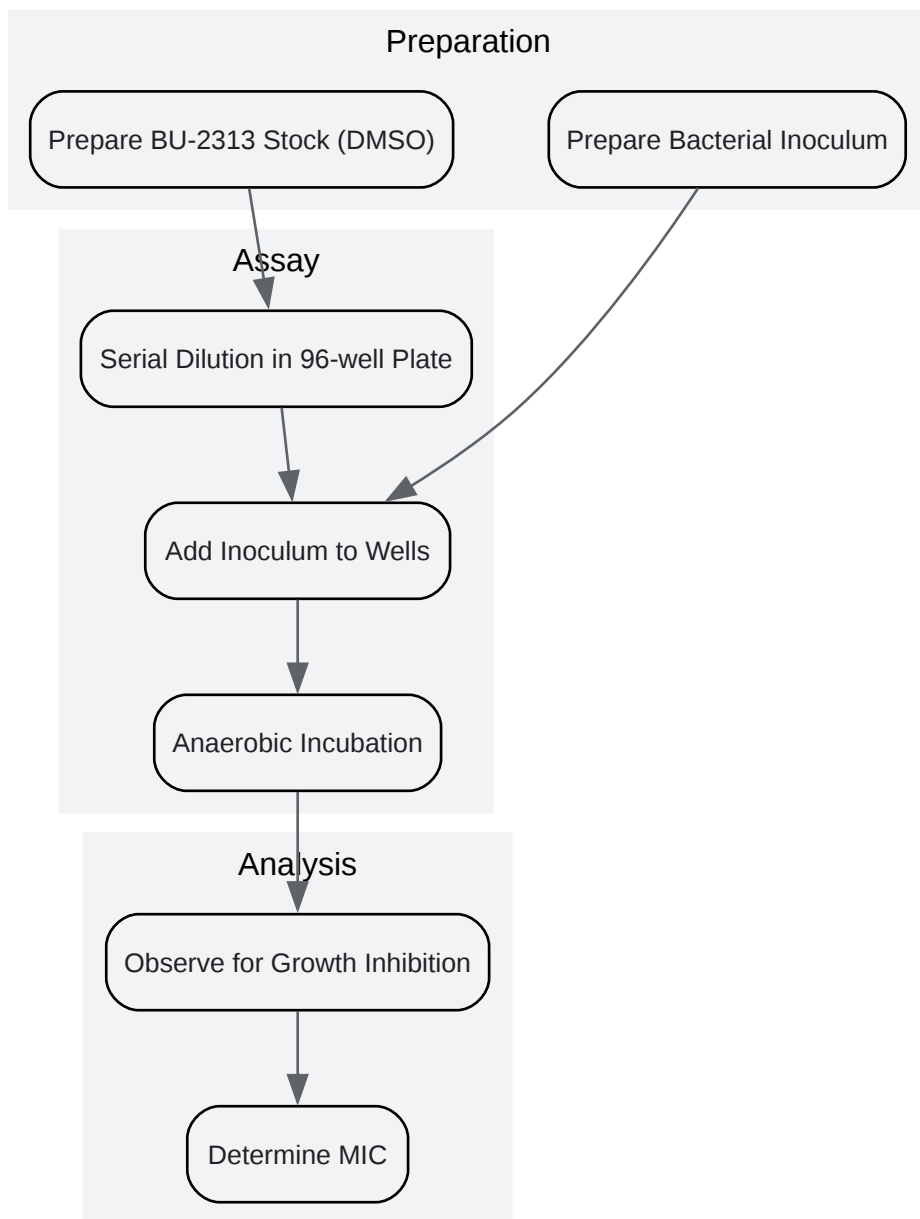 Preparation
Prepare BU-2313 Stock (DMSO)
Prepare Bacterial Inoculum
Assay
Serial Dilution in 96-well Plate
Add Inoculum to Wells
Anaerobic Incubation
Analysis
Observe for Growth Inhibition
Determine MIC